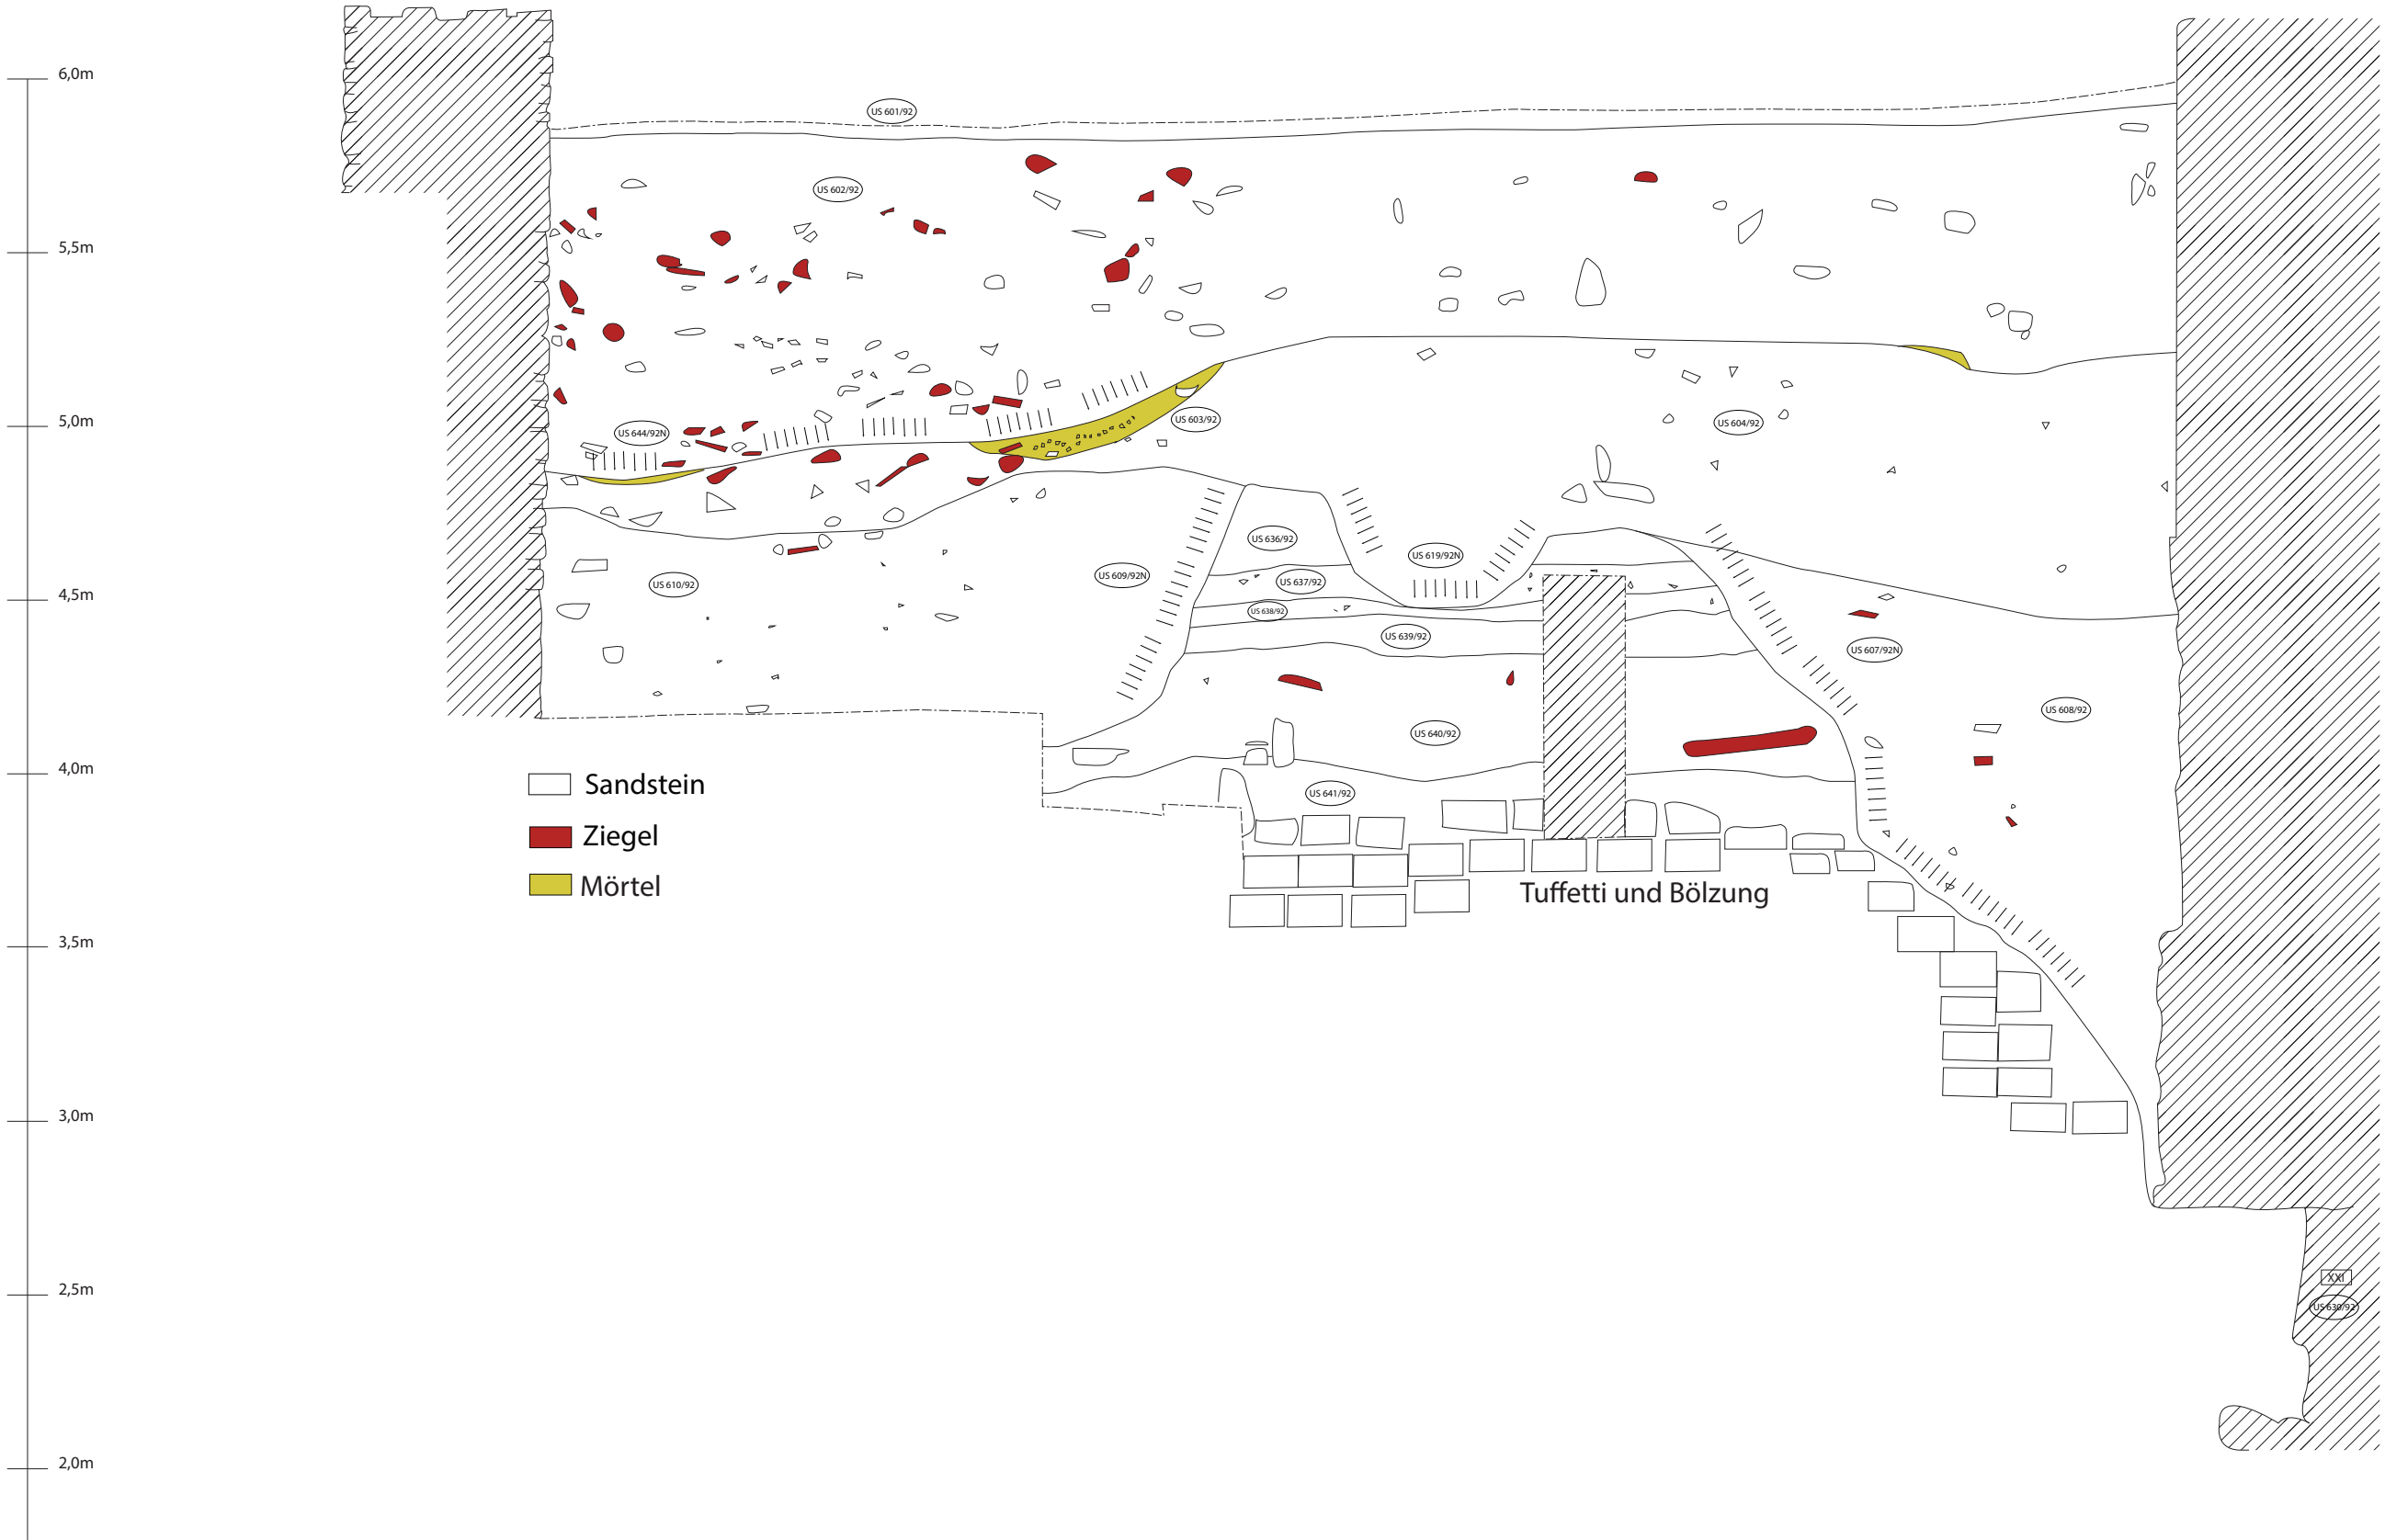 6,0m
US 601/92
US 602/92
5,5m
5,0m
US 644/92N
US 603/92
US 604/92
US 636/92
US 619/92N
4,5m
US 610/92
US 609/92N
US 637/92
US 638/92
US 639/92
US 607/92N
US 608/92
US 640/92
4,0m
Sandstein
US 641/92
Ziegel
Mörtel
Tuffetti und Bölzung
3,5m
3,0m
2,5m
XXI
US 630/92
2,0m